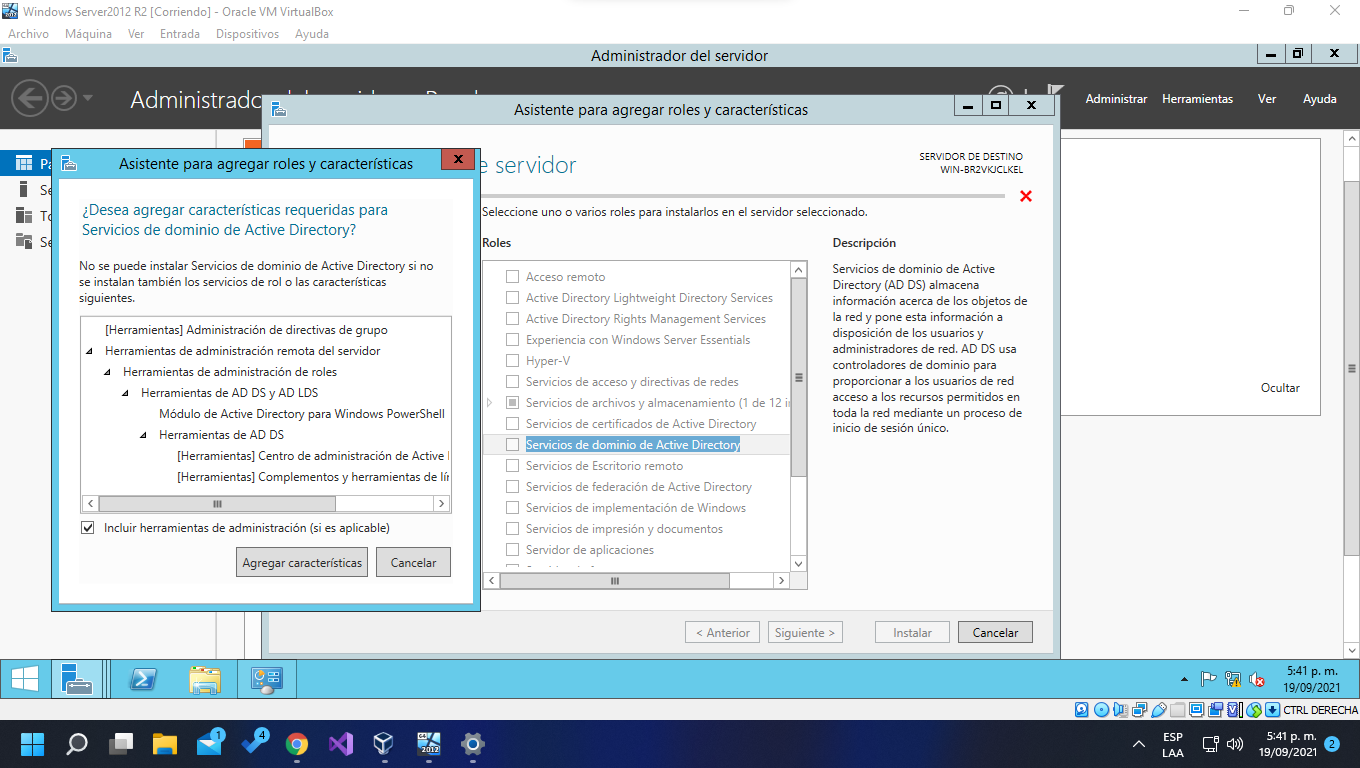 Windows Server2012 R2 [Corriendo] - Oracle VM VirtualBox
Archivo Máquina Ver Entrada Dispositivos Ayuda
Administrador del servidor
Administrar Herramientas Ver Ayuda
Asistente para agregar roles y características
e servidor
SERVIDOR DE DESTINO
WIN-BR2VKJCLKEL
Seleccione uno o varios roles para instalarlos en el servidor seleccionado.
Roles
Acceso remoto
Active Directory Lightweight Directory Services
Active Directory Rights Management Services
Experiencia con Windows Server Essentials
Hyper-V
Servicios de acceso y directivas de redes
Servicios de archivos y almacenamiento (1 de 12 i
Servicios de certificados de Active Directory
Servicios de dominio de Active Directory
Servicios de Escritorio remoto
Servicios de federación de Active Directory
Servicios de implementación de Windows
Servicios de impresión y documentos
Servidor de aplicaciones
Descripción
Servicios de dominio de Active
Directory (AD DS) almacena
información acerca de los objetos de
la red y pone esta información a
disposición de los usuarios y
administradores de red. AD DS usa
controladores de dominio para
proporcionar a los usuarios de red
acceso a los recursos permitidos en
toda la red mediante un proceso de
inicio de sesión único.
< Anterior Siguiente > Instalar Cancelar
Ocultar
Asistente para agregar roles y características
¿Desea agregar características requeridas para
Servicios de dominio de Active Directory?
No se puede instalar Servicios de dominio de Active Directory si no
se instalan también los servicios de rol o las características
siguientes.
[Herramientas] Administración de directivas de grupo
Herramientas de administración remota del servidor
Herramientas de administración de roles
Herramientas de AD DS y AD LDS
Módulo de Active Directory para Windows PowerShell
Herramientas de AD DS
[Herramientas] Centro de administración de Active
[Herramientas] Complementos y herramientas de lí
Incluir herramientas de administración (si es aplicable)
Agregar características Cancelar
5:41 p. m.
19/09/2021
CTRL DERECHA
1
4
64
2012
ESP
LAA
5:41 p. m.
19/09/2021
2